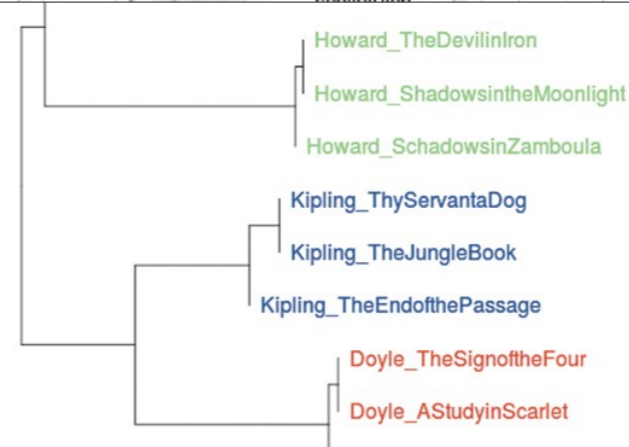 Howard_TheDevilinIron
Howard_ShadowsintheMoonlight
Howard_SchadowsinZamboula
Kipling_ThyServantaDog
Kipling_TheJungleBook
Kipling_TheEndofthePassage
Doyle_TheSignoftheFour
Doyle_AStudyinScarlet